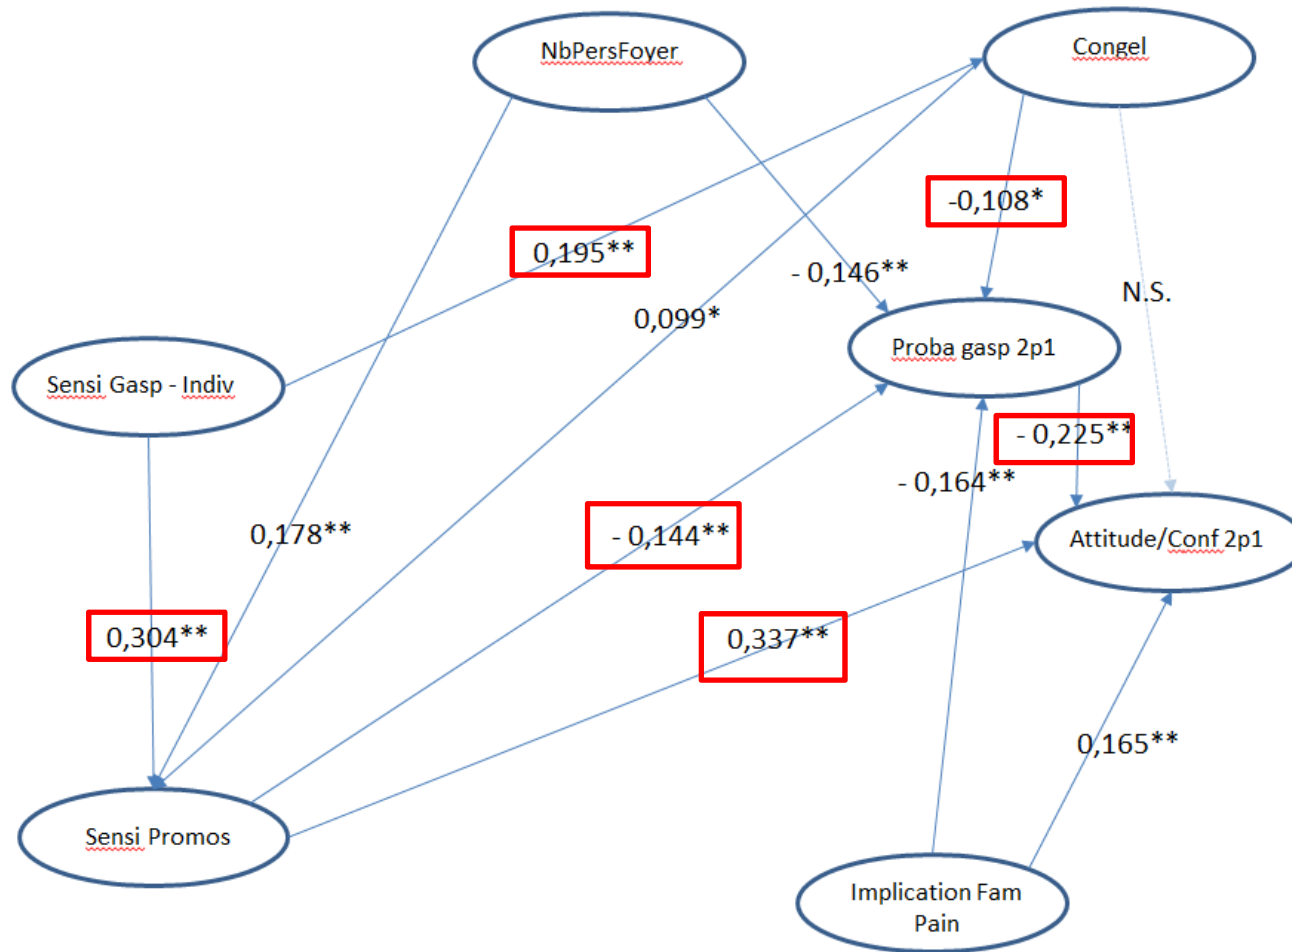 NbPersFoyer
Congel
-0,108*
0,195**
- 0,146**
N.S.
0,099*
Proba gasp 2p1
Sensi Gasp - Indiv
- 0,225**
- 0,164**
0,178**
- 0,144**
Attitude/Conf 2p1
0,304**
0,337**
0,165**
Sensi Promos
Implication Fam
Pain